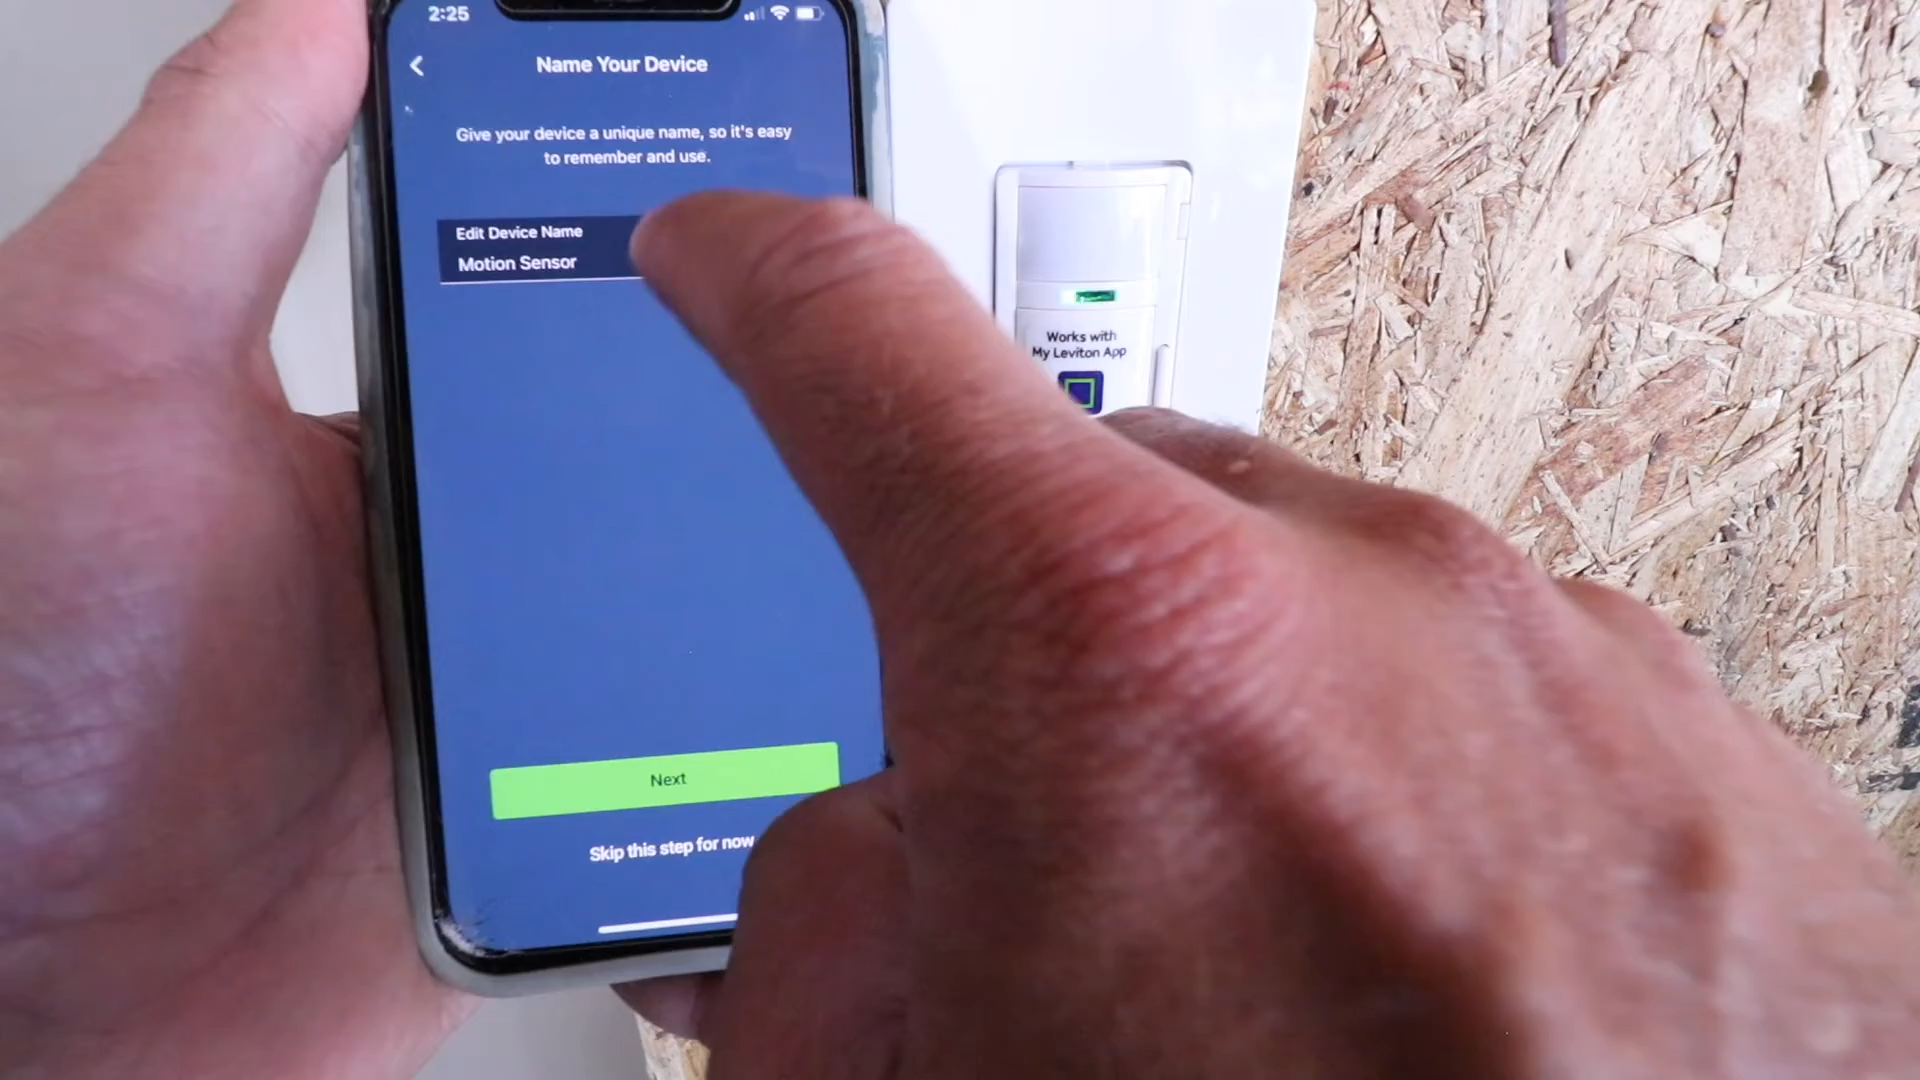 2:25
Name Your Device
Give your device a unique name, so it's easy
to remember and use.
Edit Device Name
Motion Sensor
Next
Skip this step for now
Works with
My Leviton App